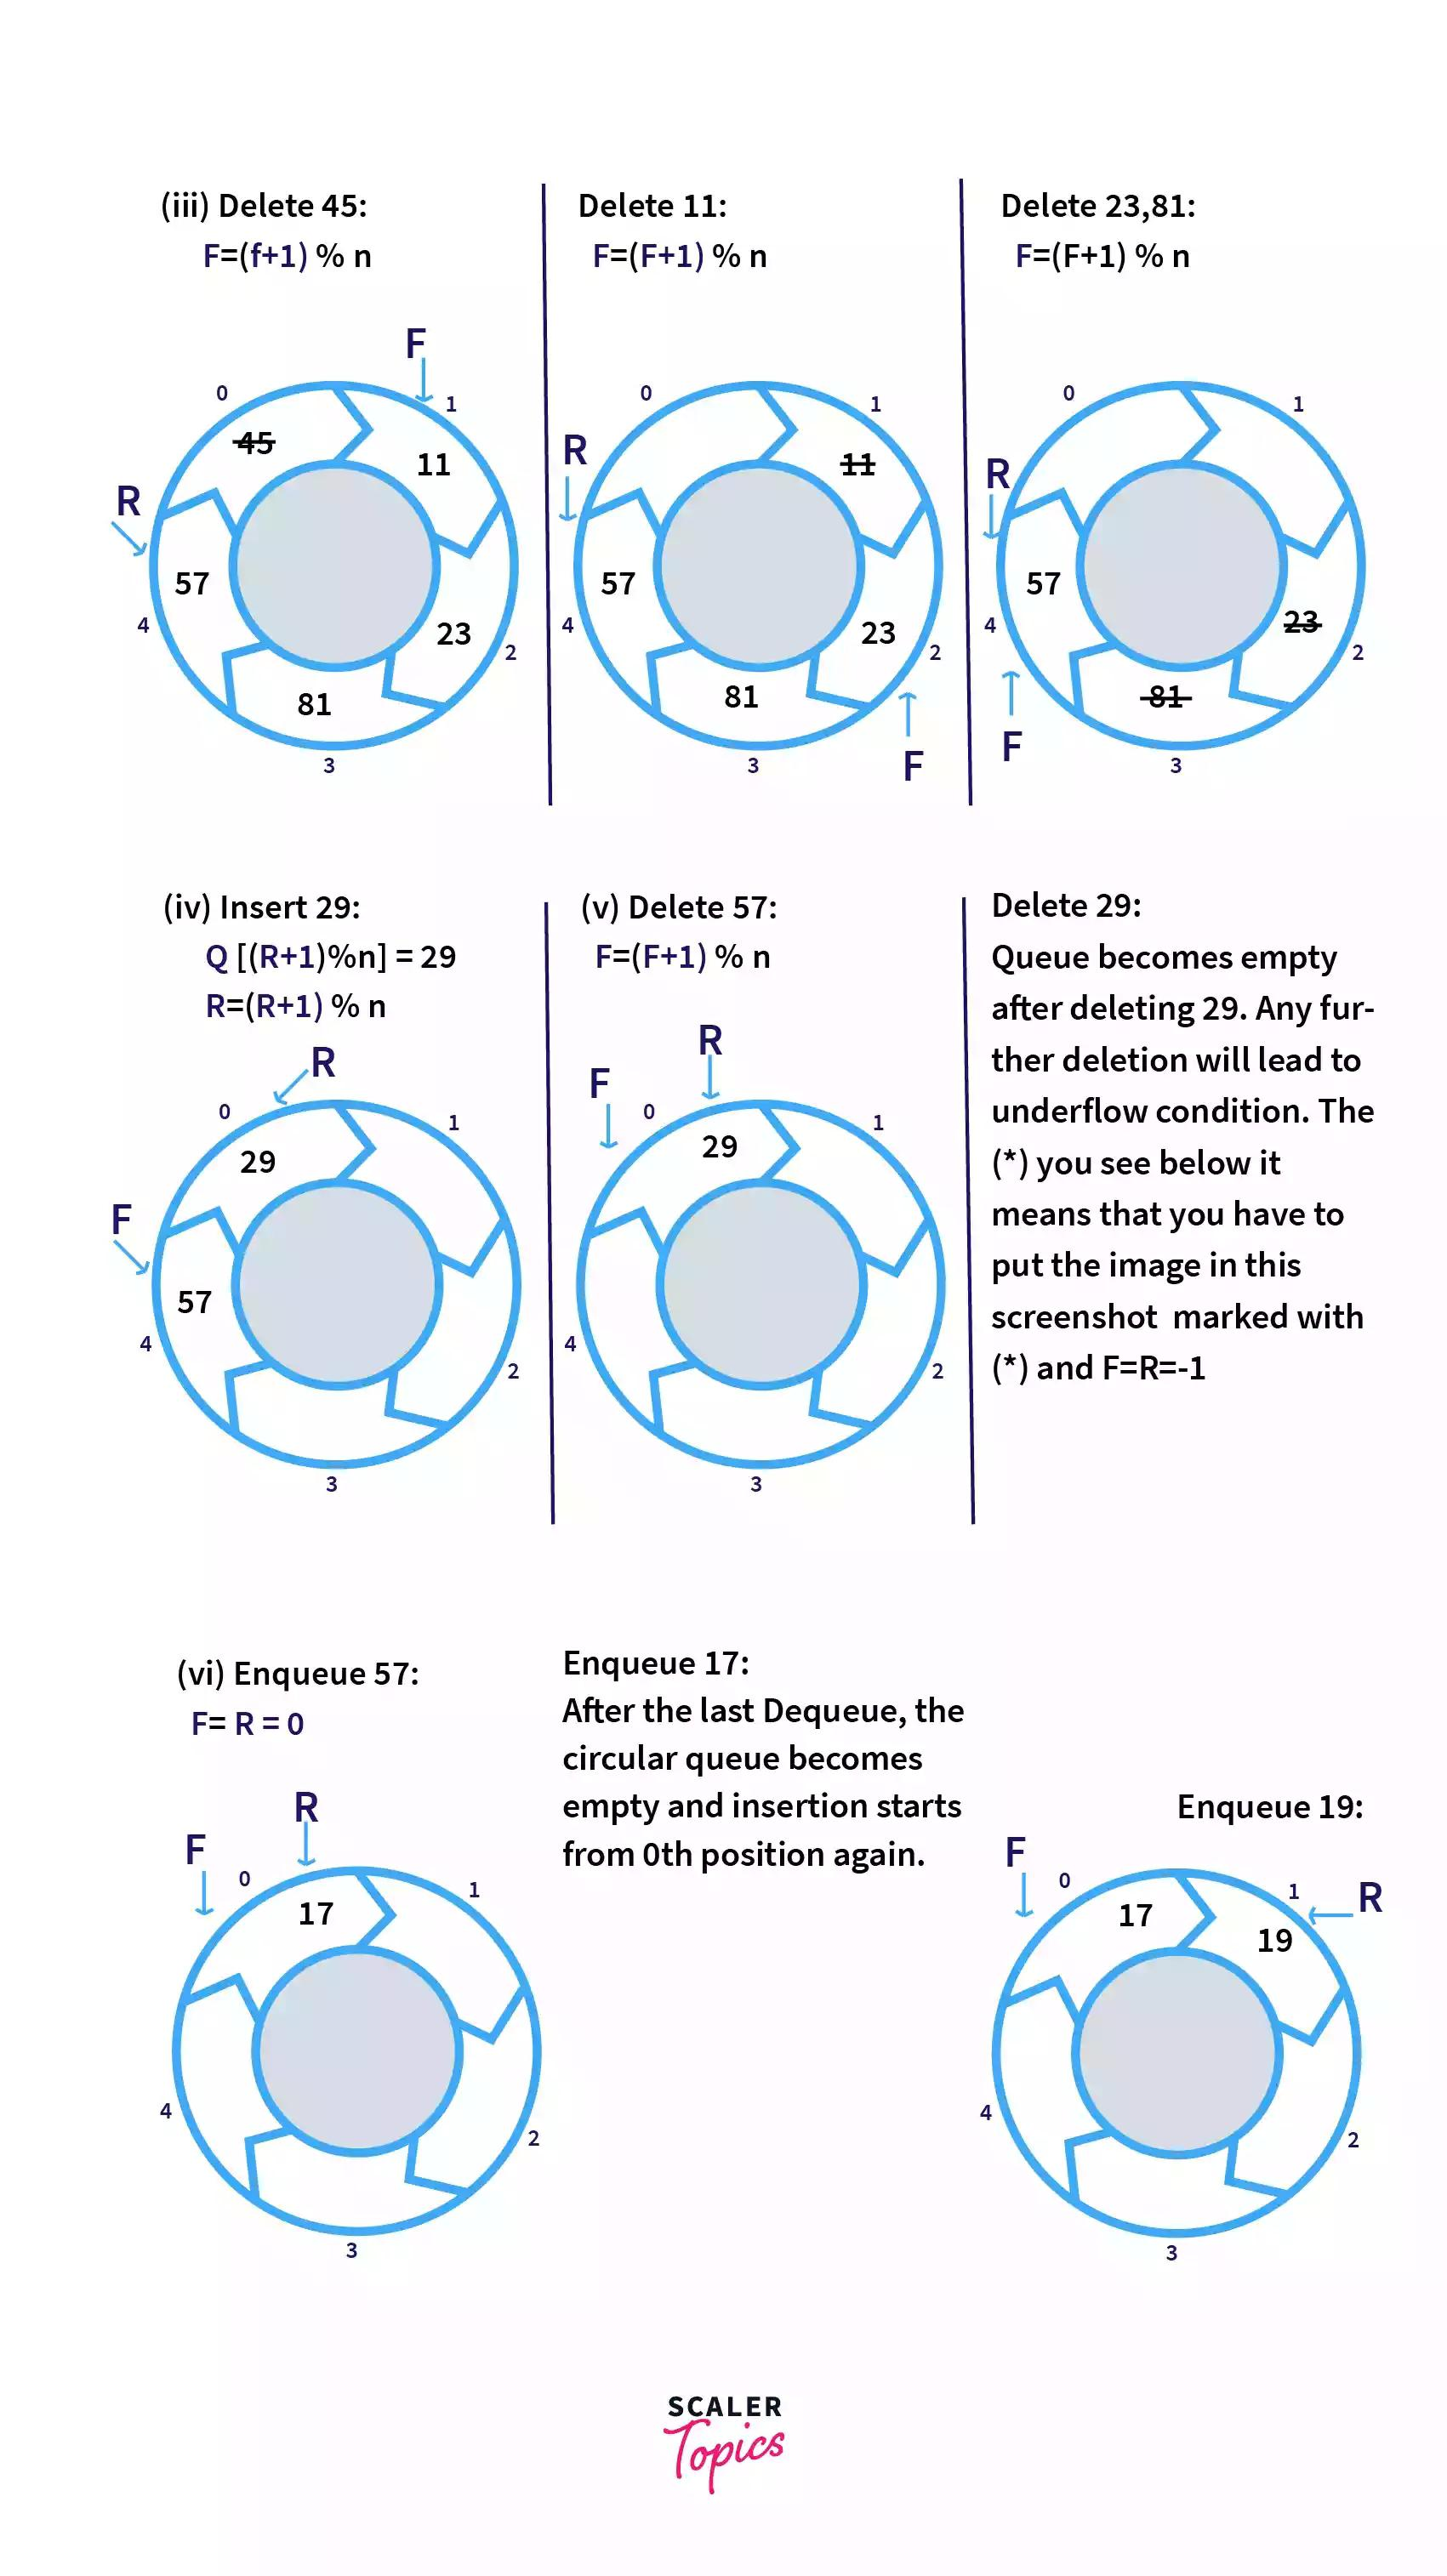 (iii) Delete 45:
F=(f+1) % n
F
0
1
45
11
R
57
23
4
2
81
3
Delete 11:
F=(F+1) % n
0
1
R
11
57
23
4
2
81
F
3
Delete 23,81:
F=(F+1) % n
0
1
R
57
23
4
2
81
F
3
(iv) Insert 29:
Q [(R+1)%n] = 29
R=(R+1) % n
R
0
1
29
F
57
4
2
3
(v) Delete 57:
F=(F+1) % n
R
F
0
1
29
4
2
3
Delete 29:
Queue becomes empty
after deleting 29. Any fur-
ther deletion will lead to
underflow condition. The
(*) you see below it
means that you have to
put the image in this
screenshot marked with
(*) and F=R=-1
(vi) Enqueue 57:
F= R = 0
R
F
0
1
17
4
2
3
Enqueue 17:
After the last Dequeue, the
circular queue becomes
empty and insertion starts
from 0th position again.
Enqueue 19:
F
0
1
R
17
19
4
2
3
SCALER
Topics